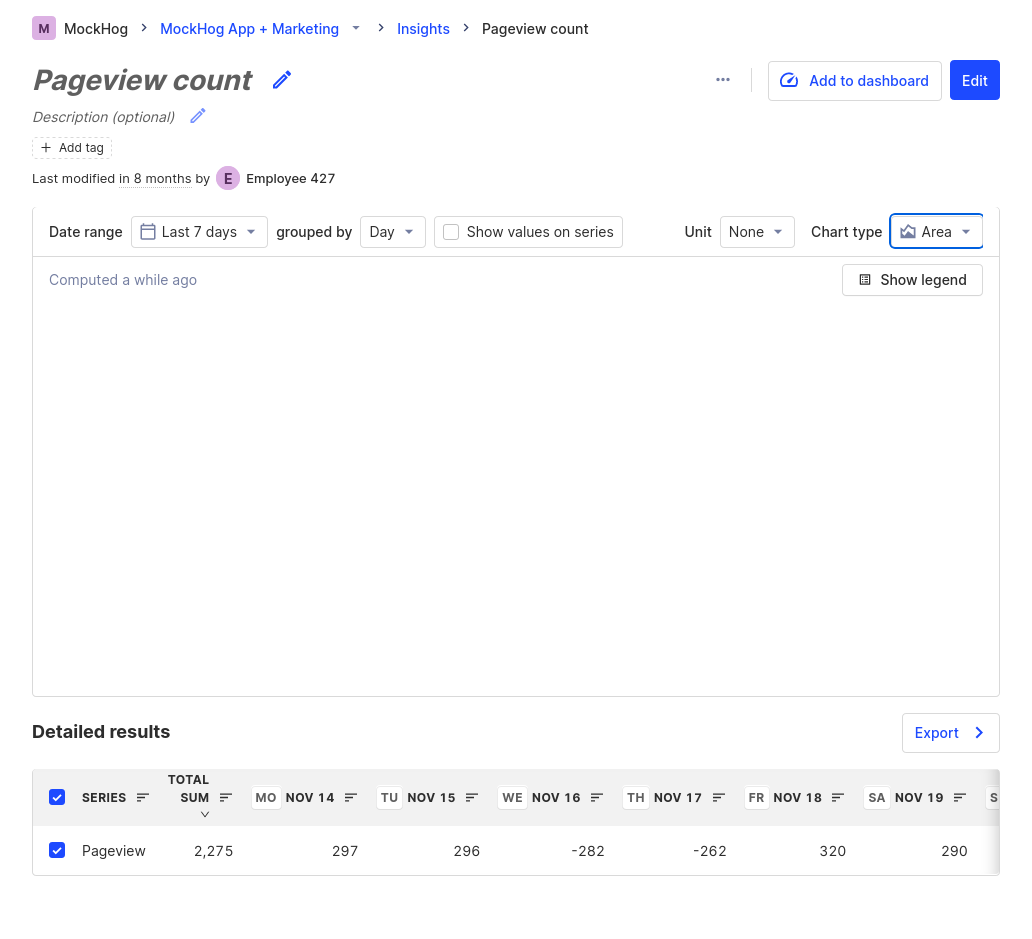 M MockHog MockHog App + Marketing Insights Pageview count
Pageview count
Add to dashboard Edit
Description (optional)
Add tag
Last modified in 8 months by E Employee 427
Date range Last 7 days grouped by Day Show values on series Unit None Chart type Area
Computed a while ago Show legend
Detailed results Export
SERIES TOTAL SUM MO NOV 14 TU NOV 15 WE NOV 16 TH NOV 17 FR NOV 18 SA NOV 19 S
Pageview 2,275 297 296 -282 -262 320 290